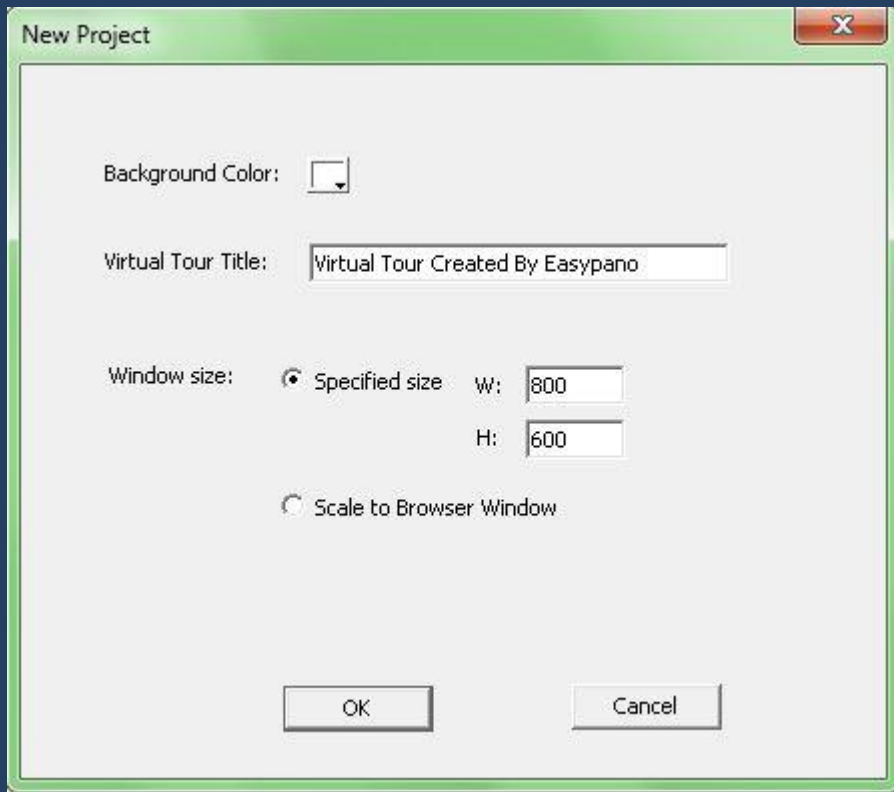 New Project
Background Color:
Virtual Tour Title: Virtual Tour Created By Easypano
Window size: Specified size W: 800
H: 600
Scale to Browser Window
OK Cancel